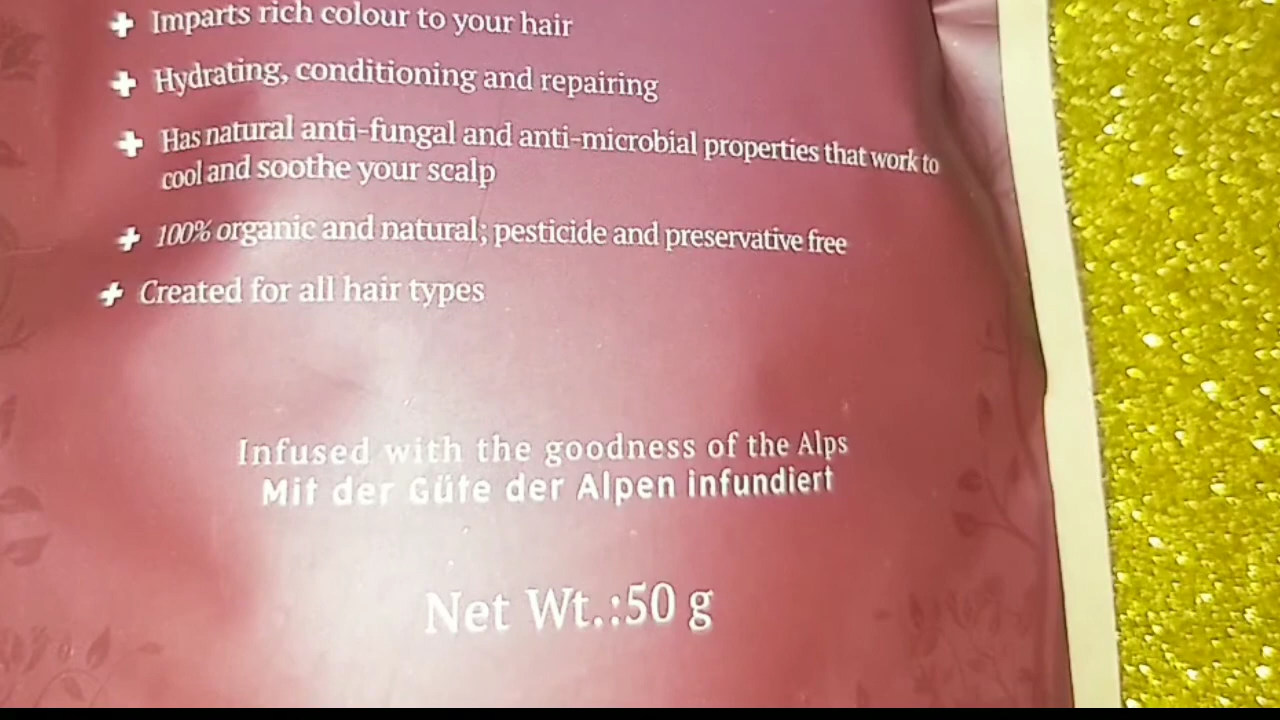 + Imparts rich colour to your hair
+ Hydrating, conditioning and repairing
+ Has natural anti-fungal and anti-microbial properties that work to
cool and soothe your scalp
+ 100% organic and natural; pesticide and preservative free
+ Created for all hair types
Infused with the goodness of the Alps
Mit der Güte der Alpen infundiert
Net Wt.:50 g